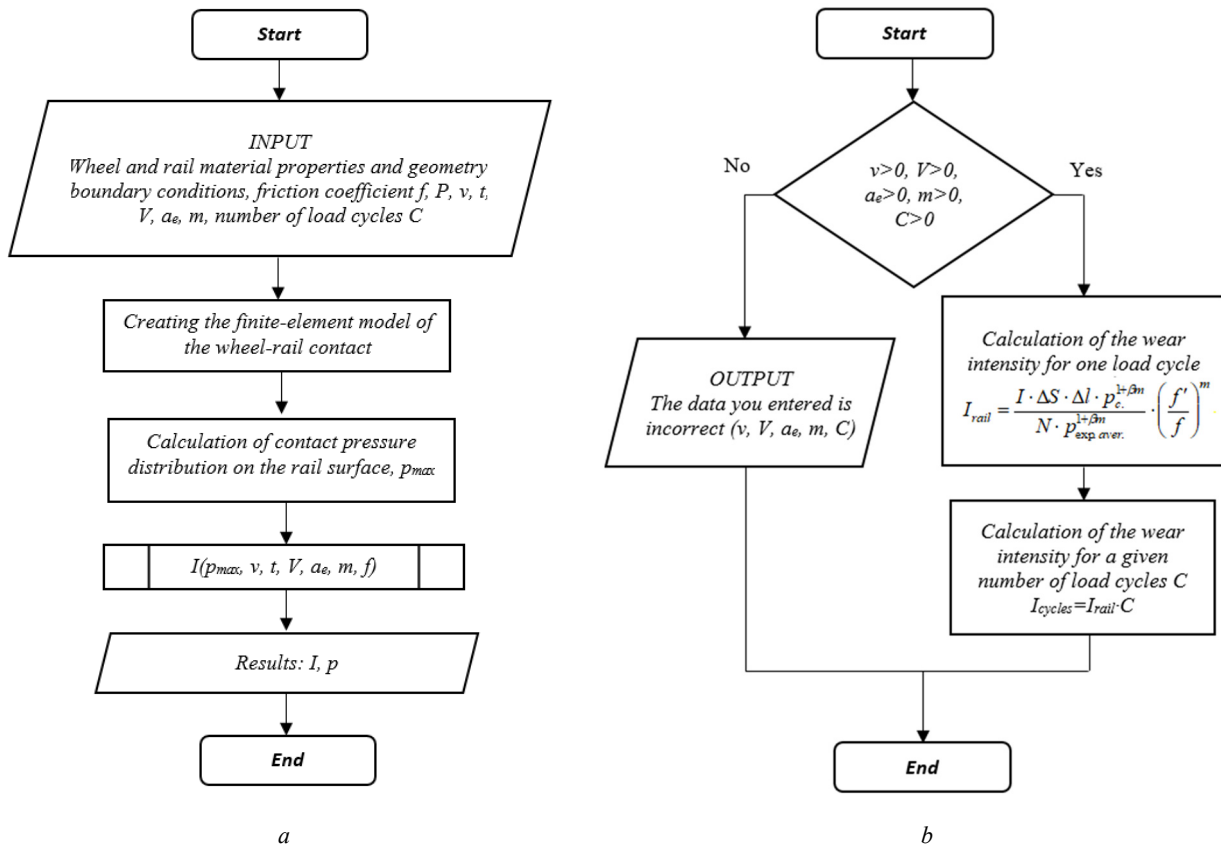 Start
INPUT
Wheel and rail material properties and geometry
boundary conditions, friction coefficient f, P, v, t,
V, aₑ, m, number of load cycles C
Creating the finite-element model of
the wheel-rail contact
Calculation of contact pressure
distribution on the rail surface, pmax
I(pmax, v, t, V, aₑ, m, f)
Results: I, p
End
a
Start
No
Yes
v>0, V>0,
aₑ>0, m>0,
C>0
OUTPUT
The data you entered is
incorrect (v, V, aₑ, m, C)
Calculation of the wear
intensity for one load cycle
I_rail = (I · ΔS · Δl · p_c.^(1+βm)) / (N · p_exp.aver.^(1+βm)) · (f′/f)^m
Calculation of the wear
intensity for a given
number of load cycles C
Icycles=Irail·C
End
b